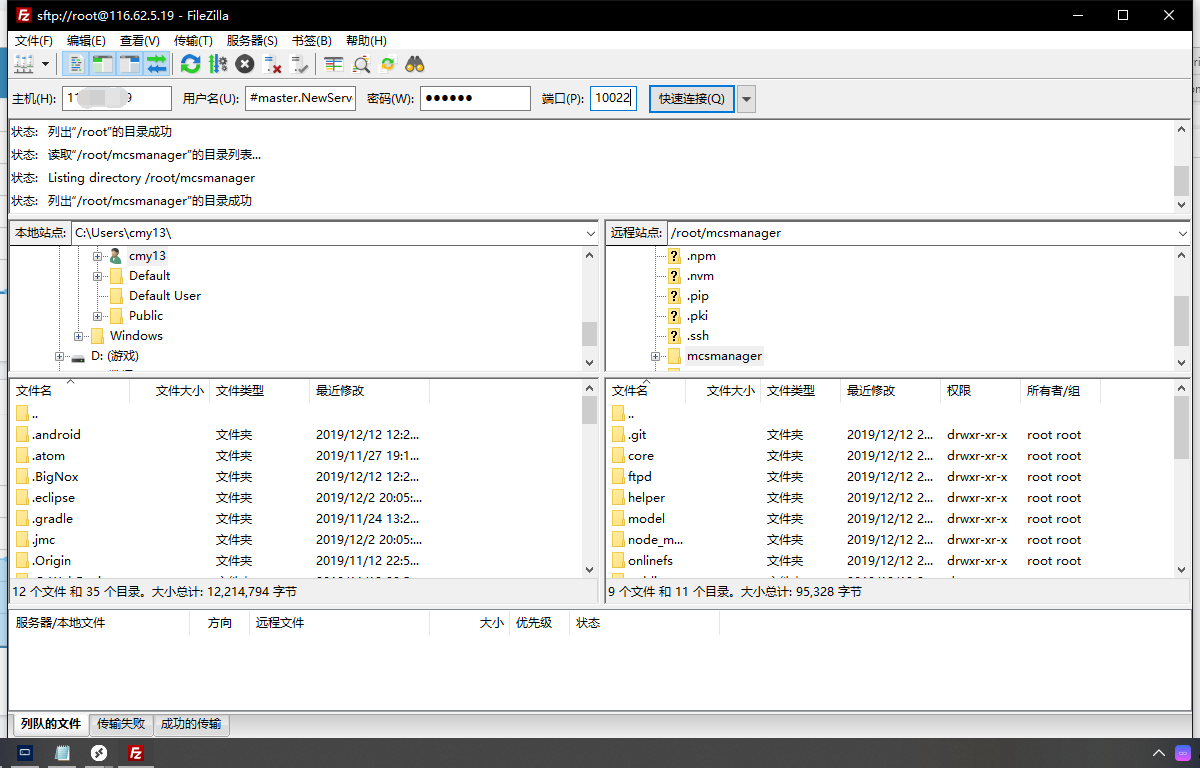 sftp://root@116.62.5.19 - FileZilla
文件(F) 编辑(E) 查看(V) 传输(T) 服务器(S) 书签(B) 帮助(H)
主机(H): 用户名(U): #master.NewServ 密码(W): ●●●●●● 端口(P): 10022 快速连接(Q)
状态: 列出"/root"的目录成功
状态: 读取"/root/mcsmanager"的目录列表...
状态: Listing directory /root/mcsmanager
状态: 列出"/root/mcsmanager"的目录成功
本地站点: C:\Users\cmy13\
cmy13
Default
Default User
Public
Windows
D: (游戏)
远程站点: /root/mcsmanager
.npm
.nvm
.pip
.pki
.ssh
mcsmanager
文件名 文件大小 文件类型 最近修改
..
.android 文件夹 2019/12/12 12:2...
.atom 文件夹 2019/11/27 19:1...
.BigNox 文件夹 2019/12/12 12:2...
.eclipse 文件夹 2019/12/2 20:05:...
.gradle 文件夹 2019/11/24 13:2...
.jmc 文件夹 2019/12/2 20:05:...
.Origin 文件夹 2019/11/12 22:5...
12 个文件 和 35 个目录。大小总计: 12,214,794 字节
文件名 文件大小 文件类型 最近修改 权限 所有者/组
..
.git 文件夹 2019/12/12 2... drwxr-xr-x root root
core 文件夹 2019/12/12 2... drwxr-xr-x root root
ftpd 文件夹 2019/12/12 2... drwxr-xr-x root root
helper 文件夹 2019/12/12 2... drwxr-xr-x root root
model 文件夹 2019/12/12 2... drwxr-xr-x root root
node_m... 文件夹 2019/12/12 2... drwxr-xr-x root root
onlinefs 文件夹 2019/12/12 2... drwxr-xr-x root root
9 个文件 和 11 个目录。大小总计: 95,328 字节
服务器/本地文件 方向 远程文件 大小 优先级 状态
列队的文件 传输失败 成功的传输